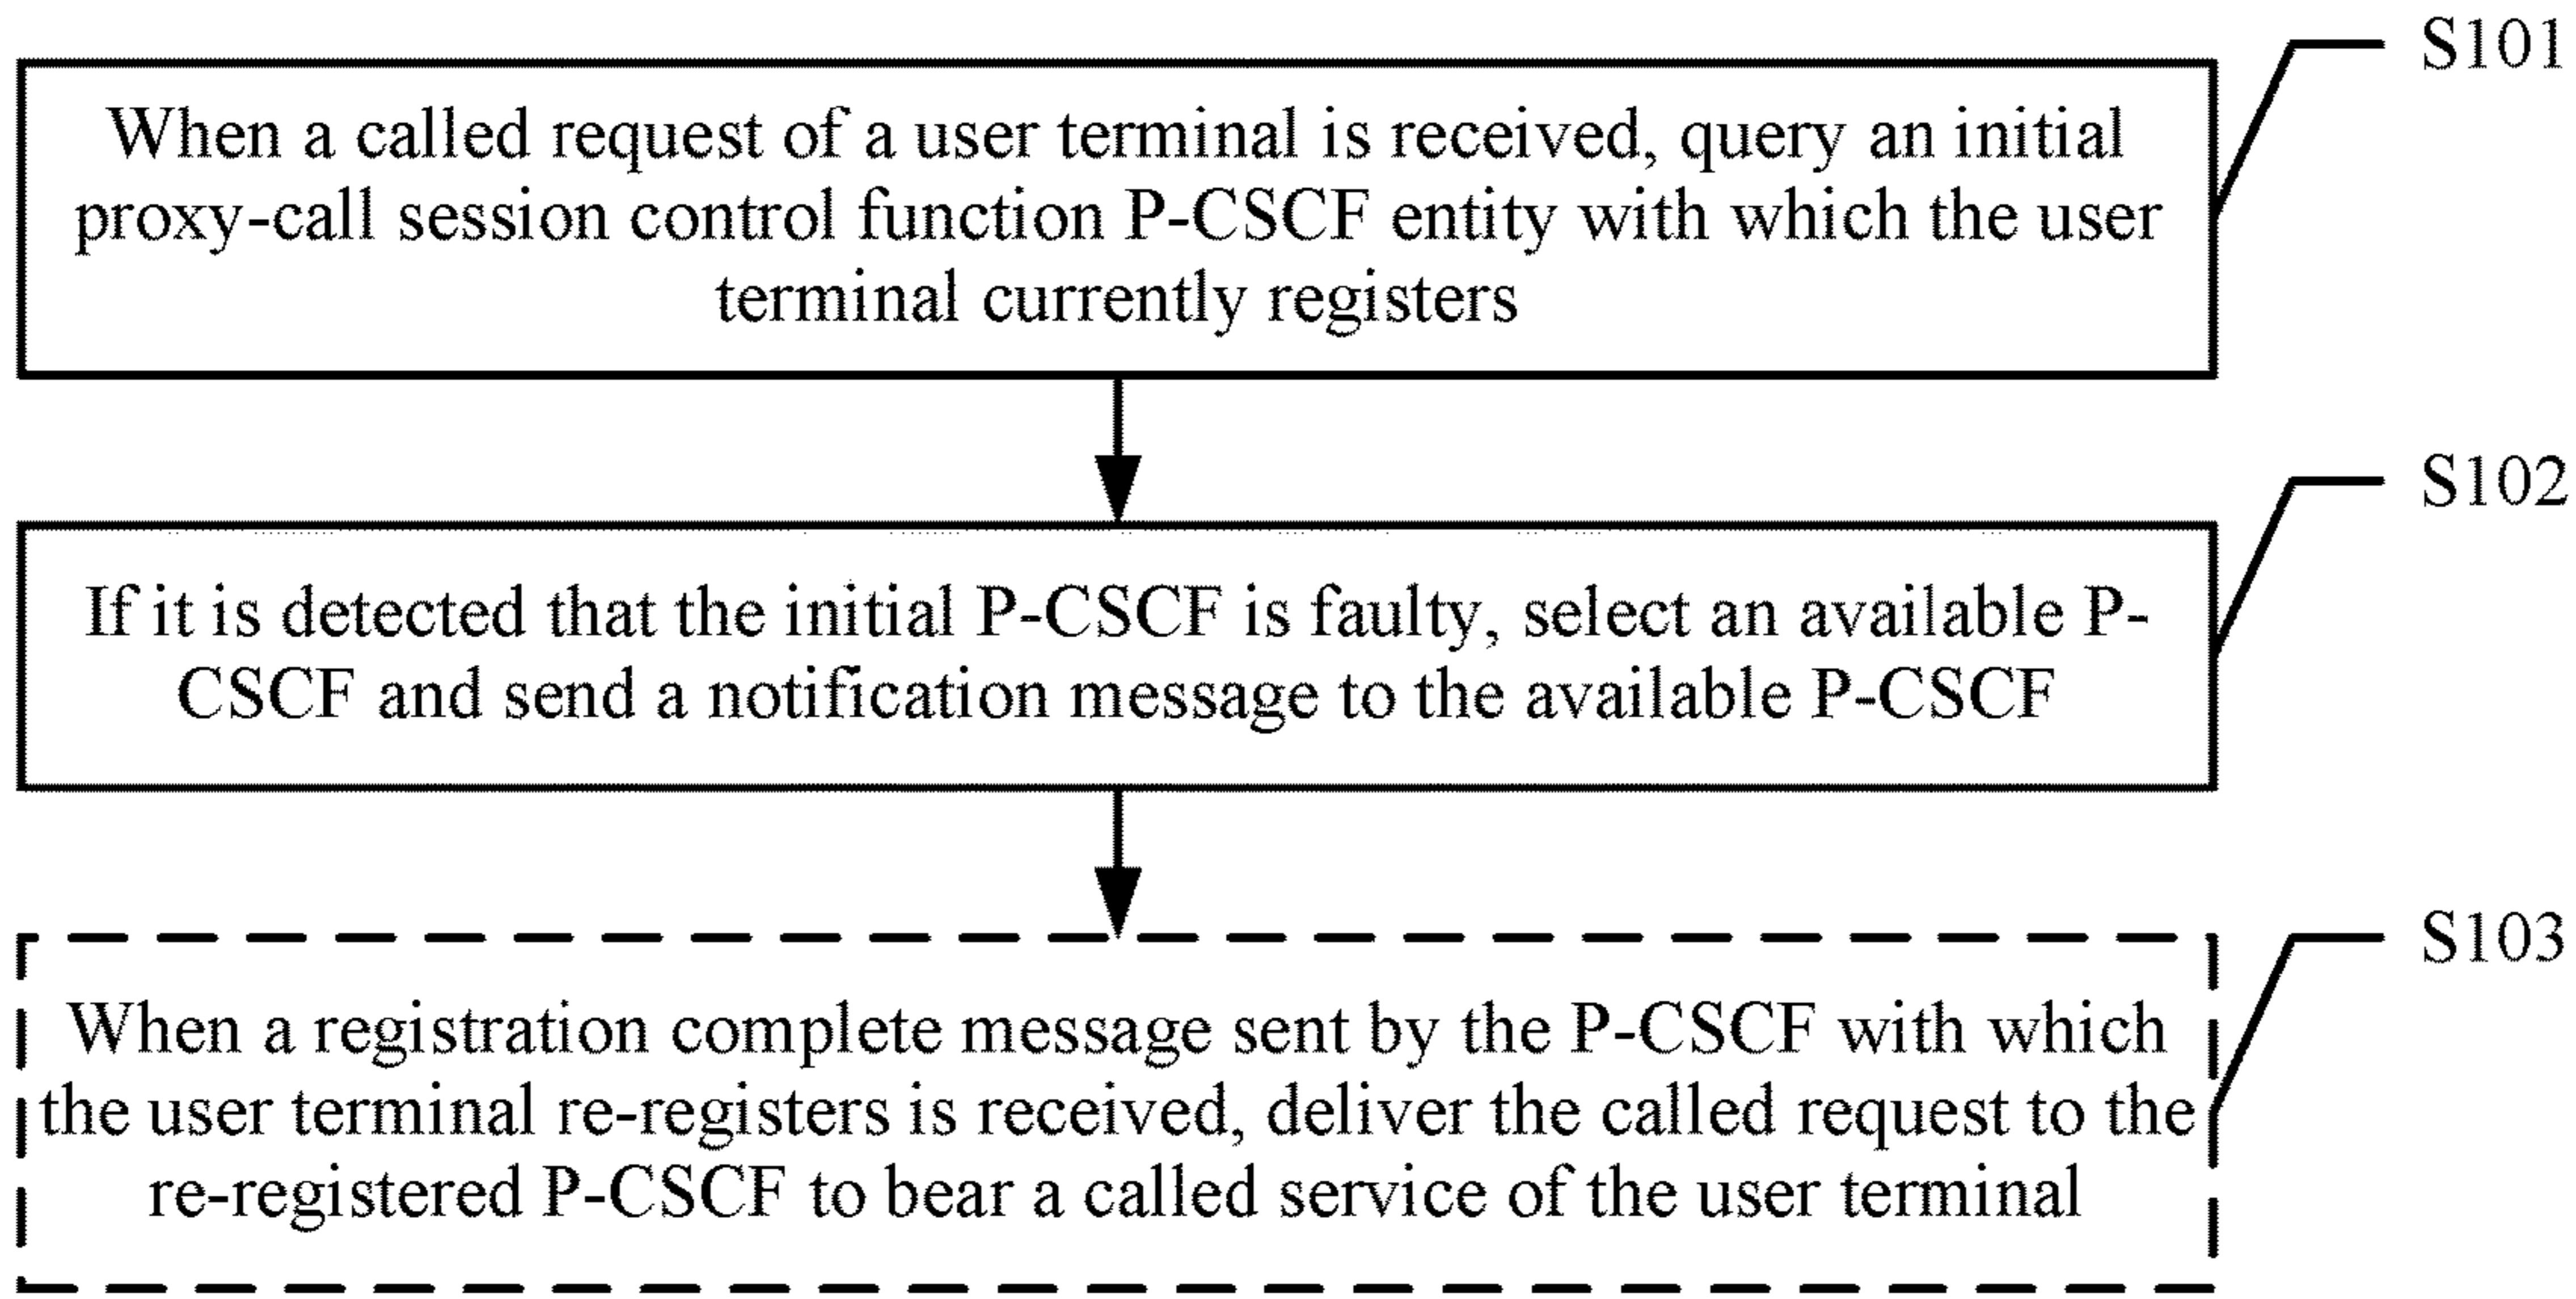 S101
When a called request of a user terminal is received, query an initial
proxy-call session control function P-CSCF entity with which the user
terminal currently registers
S102
If it is detected that the initial P-CSCF is faulty, select an available P-
CSCF and send a notification message to the available P-CSCF
S103
When a registration complete message sent by the P-CSCF with which
the user terminal re-registers is received, deliver the called request to the
re-registered P-CSCF to bear a called service of the user terminal